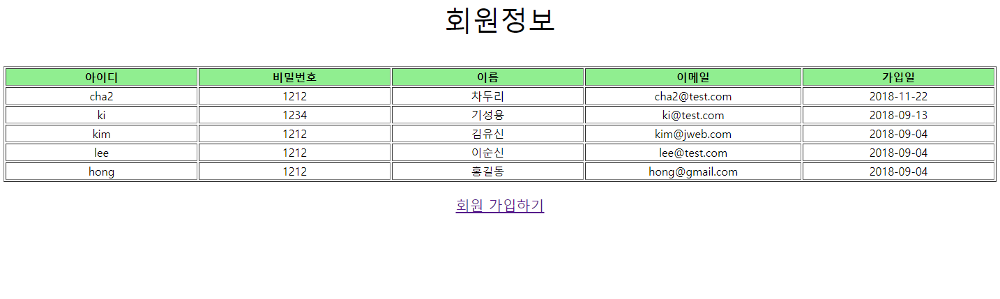 회원정보
아이디 비밀번호 이름 이메일 가입일
cha2 1212 차두리 cha2@test.com 2018-11-22
ki 1234 기성용 ki@test.com 2018-09-13
kim 1212 김유신 kim@jweb.com 2018-09-04
lee 1212 이순신 lee@test.com 2018-09-04
hong 1212 홍길동 hong@gmail.com 2018-09-04
회원 가입하기